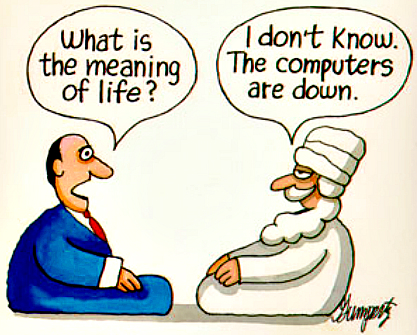 What is
the meaning
of life?
I don't know.
The computers
are down.